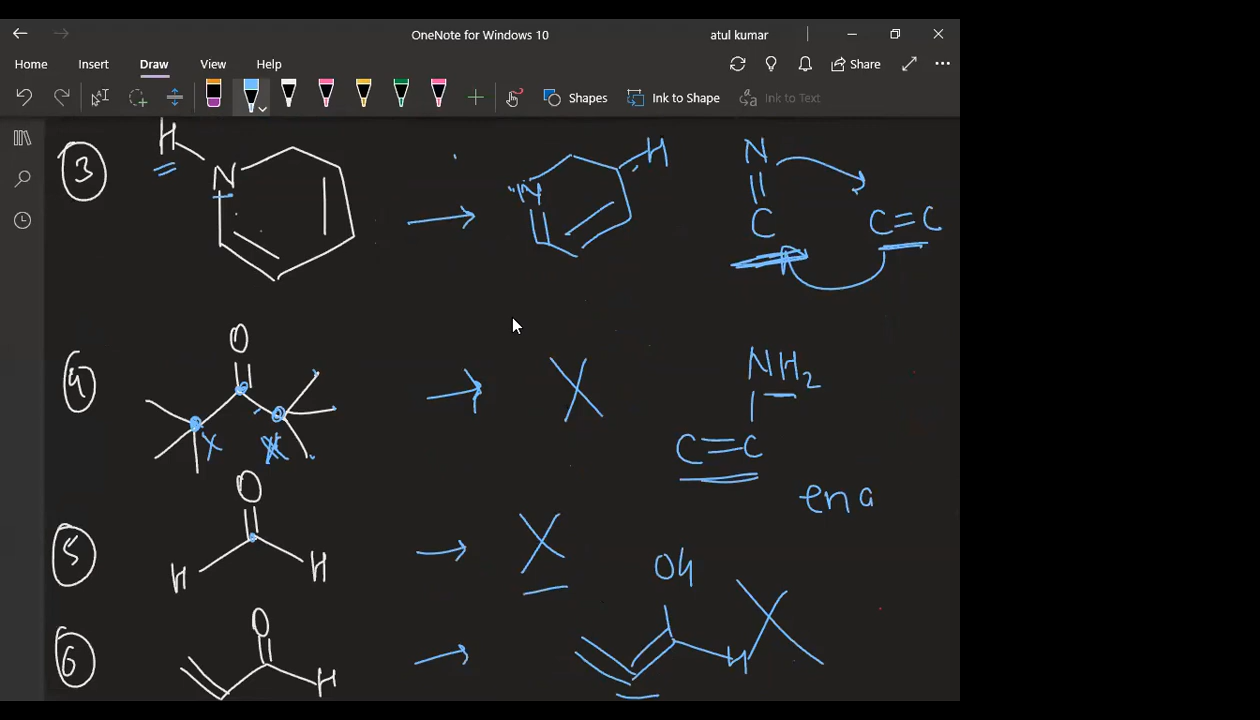 OneNote for Windows 10
atul kumar
Home Insert Draw View Help
Share
Shapes
Ink to Shape
Ink to Text
3
H
N
N
H
N
C
C=C
4
O
X
X
X
NH2
C=C
ena
5
O
H
H
X
6
O
H
OH
H
X